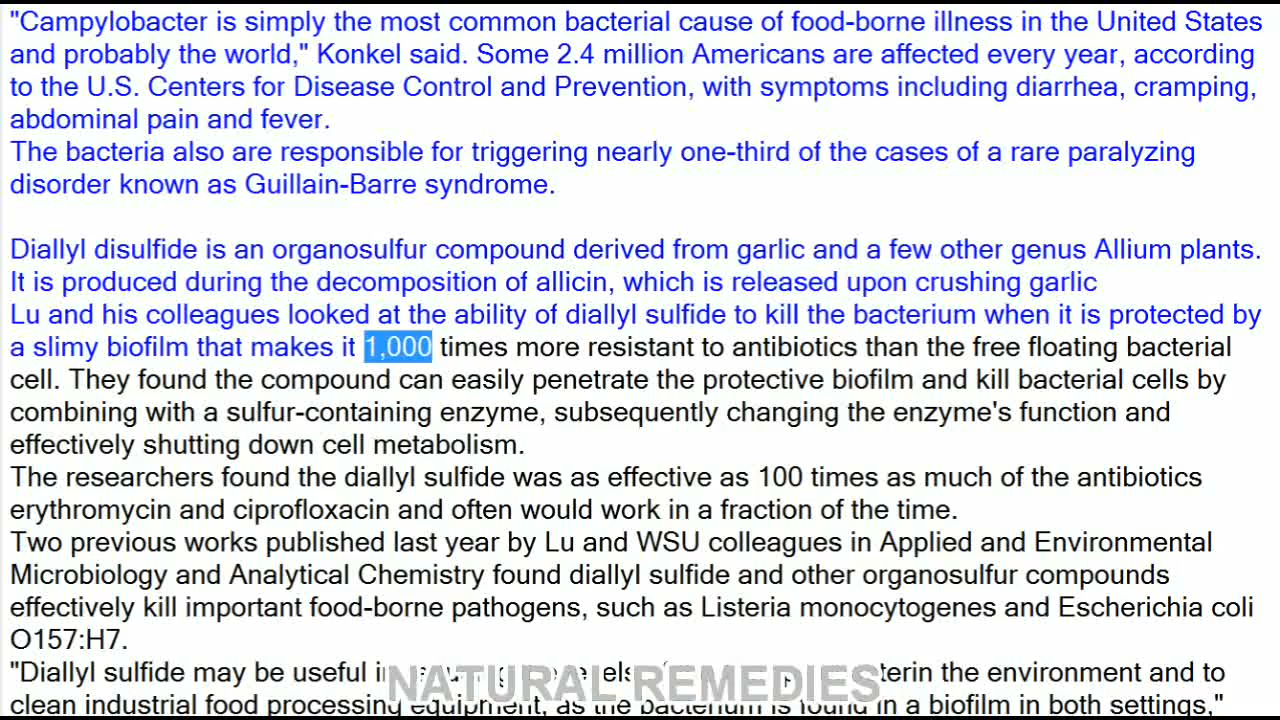 "Campylobacter is simply the most common bacterial cause of food-borne illness in the United States
and probably the world," Konkel said. Some 2.4 million Americans are affected every year, according
to the U.S. Centers for Disease Control and Prevention, with symptoms including diarrhea, cramping,
abdominal pain and fever.
The bacteria also are responsible for triggering nearly one-third of the cases of a rare paralyzing
disorder known as Guillain-Barre syndrome.
Diallyl disulfide is an organosulfur compound derived from garlic and a few other genus Allium plants.
It is produced during the decomposition of allicin, which is released upon crushing garlic
Lu and his colleagues looked at the ability of diallyl sulfide to kill the bacterium when it is protected by
a slimy biofilm that makes it 1,000 times more resistant to antibiotics than the free floating bacterial
cell. They found the compound can easily penetrate the protective biofilm and kill bacterial cells by
combining with a sulfur-containing enzyme, subsequently changing the enzyme's function and
effectively shutting down cell metabolism.
The researchers found the diallyl sulfide was as effective as 100 times as much of the antibiotics
erythromycin and ciprofloxacin and often would work in a fraction of the time.
Two previous works published last year by Lu and WSU colleagues in Applied and Environmental
Microbiology and Analytical Chemistry found diallyl sulfide and other organosulfur compounds
effectively kill important food-borne pathogens, such as Listeria monocytogenes and Escherichia coli
O157:H7.
"Diallyl sulfide may be useful in the environment and to
NATURAL REMEDIES
clean industrial food processing equipment, as the bacterium is found in a biofilm in both settings,"